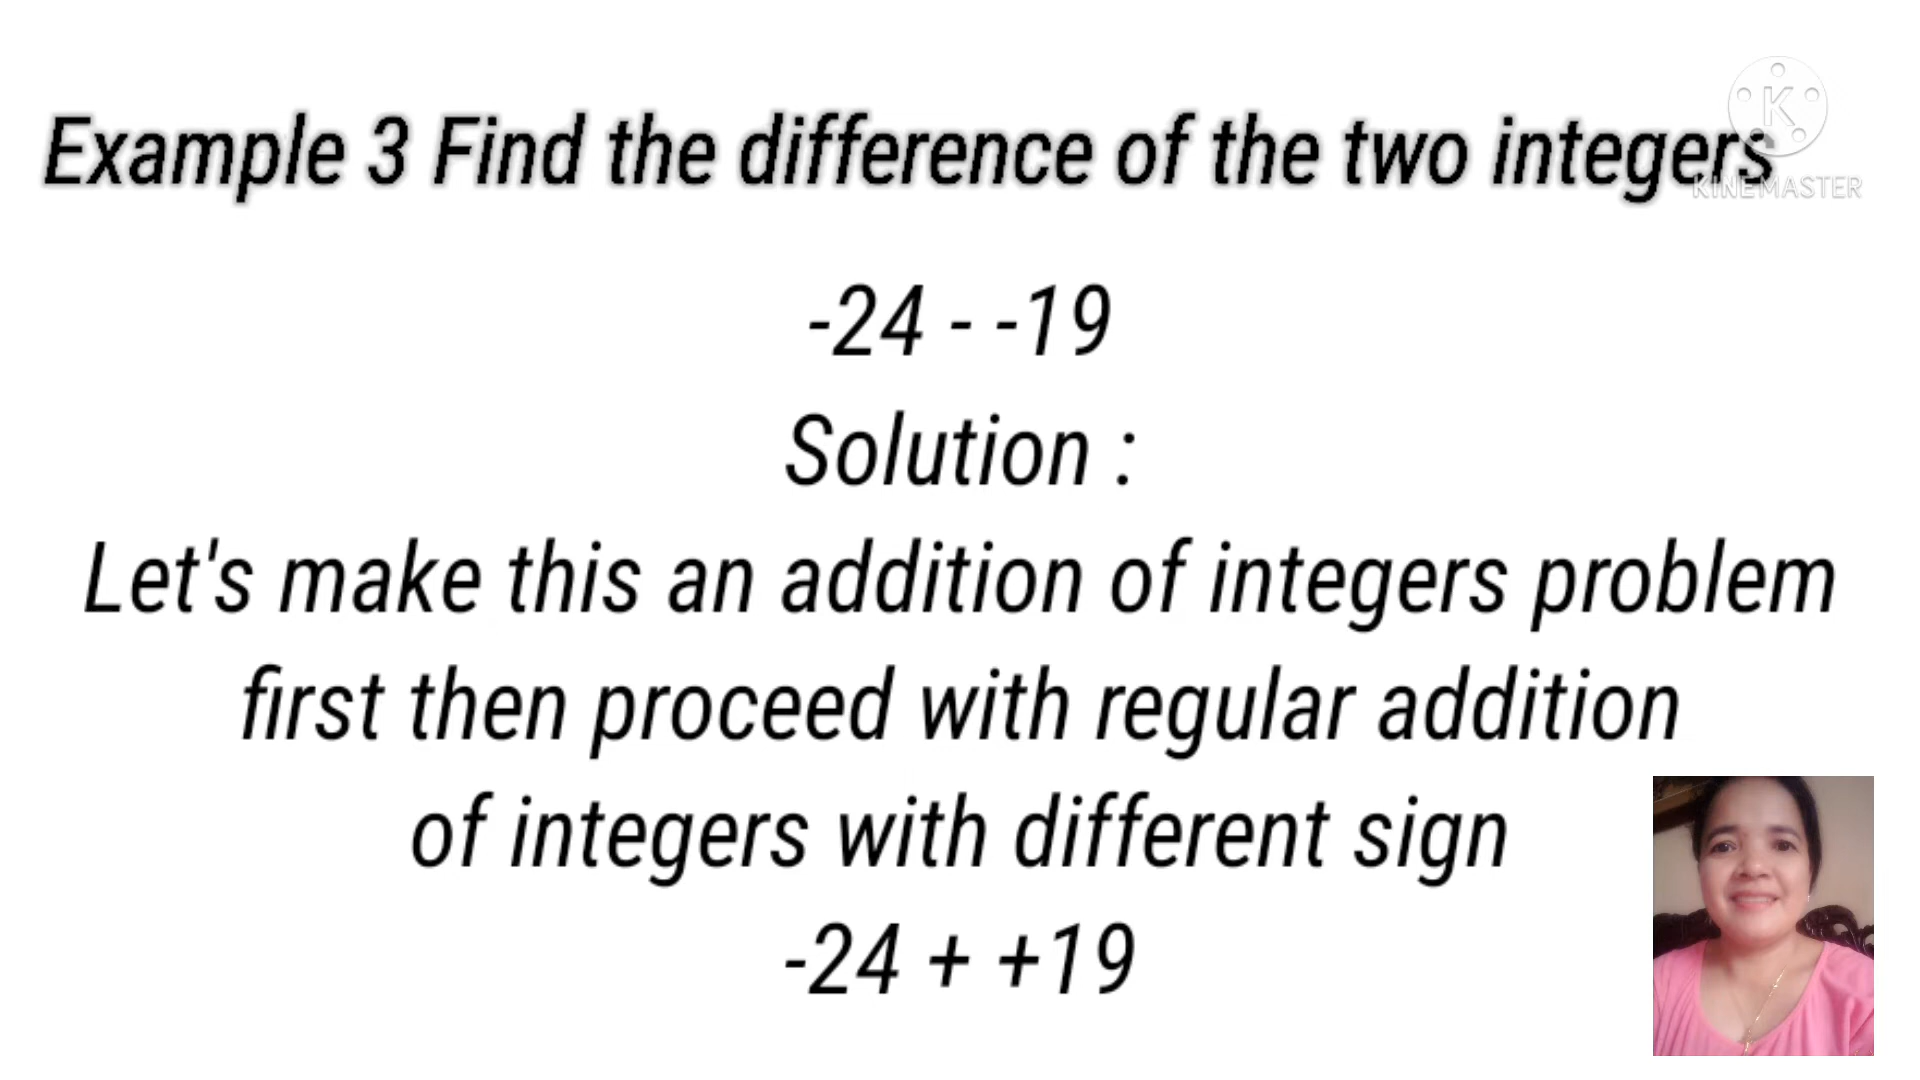 Example 3 Find the difference of the two integers
K
KINEMASTER
-24 - -19
Solution :
Let's make this an addition of integers problem
first then proceed with regular addition
of integers with different sign
-24 + +19